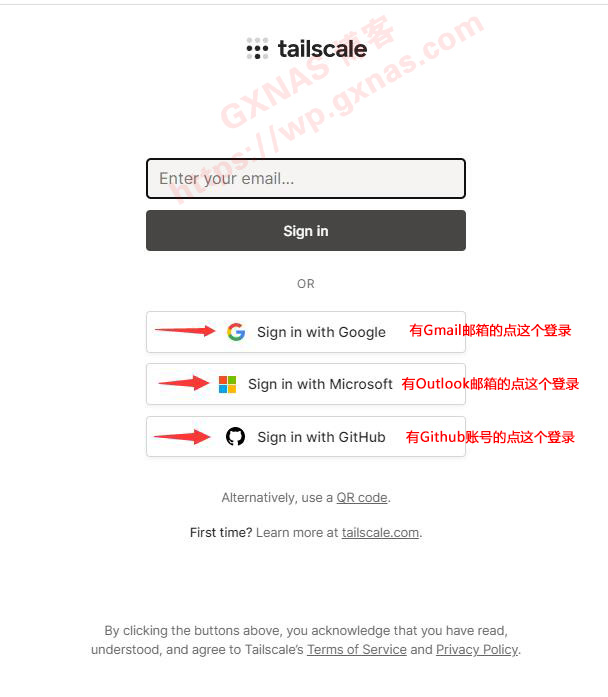 tailscale
GXNAS 博客
https://wp.gxnas.com
Enter your email...
Sign in
OR
Sign in with Google 有Gmail邮箱的点这个登录
Sign in with Microsoft 有Outlook邮箱的点这个登录
Sign in with GitHub 有Github账号的点这个登录
Alternatively, use a QR code.
First time? Learn more at tailscale.com.
By clicking the buttons above, you acknowledge that you have read,
understood, and agree to Tailscale’s Terms of Service and Privacy Policy.